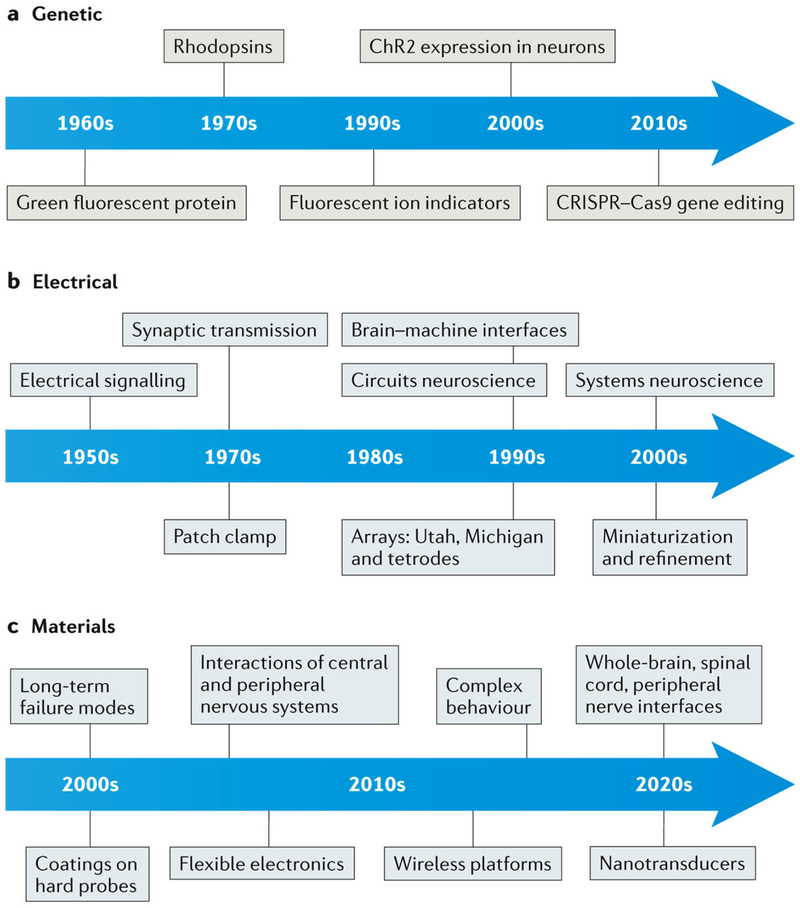 a Genetic
Rhodopsins
ChR2 expression in neurons
1960s 1970s 1990s 2000s 2010s
Green fluorescent protein
Fluorescent ion indicators
CRISPR–Cas9 gene editing
b Electrical
Synaptic transmission
Brain–machine interfaces
Electrical signalling
Circuits neuroscience
Systems neuroscience
1950s 1970s 1980s 1990s 2000s
Patch clamp
Arrays: Utah, Michigan
and tetrodes
Miniaturization
and refinement
c Materials
Long-term
failure modes
Interactions of central
and peripheral
nervous systems
Complex
behaviour
Whole-brain, spinal
cord, peripheral
nerve interfaces
2000s 2010s 2020s
Coatings on
hard probes
Flexible electronics
Wireless platforms
Nanotransducers